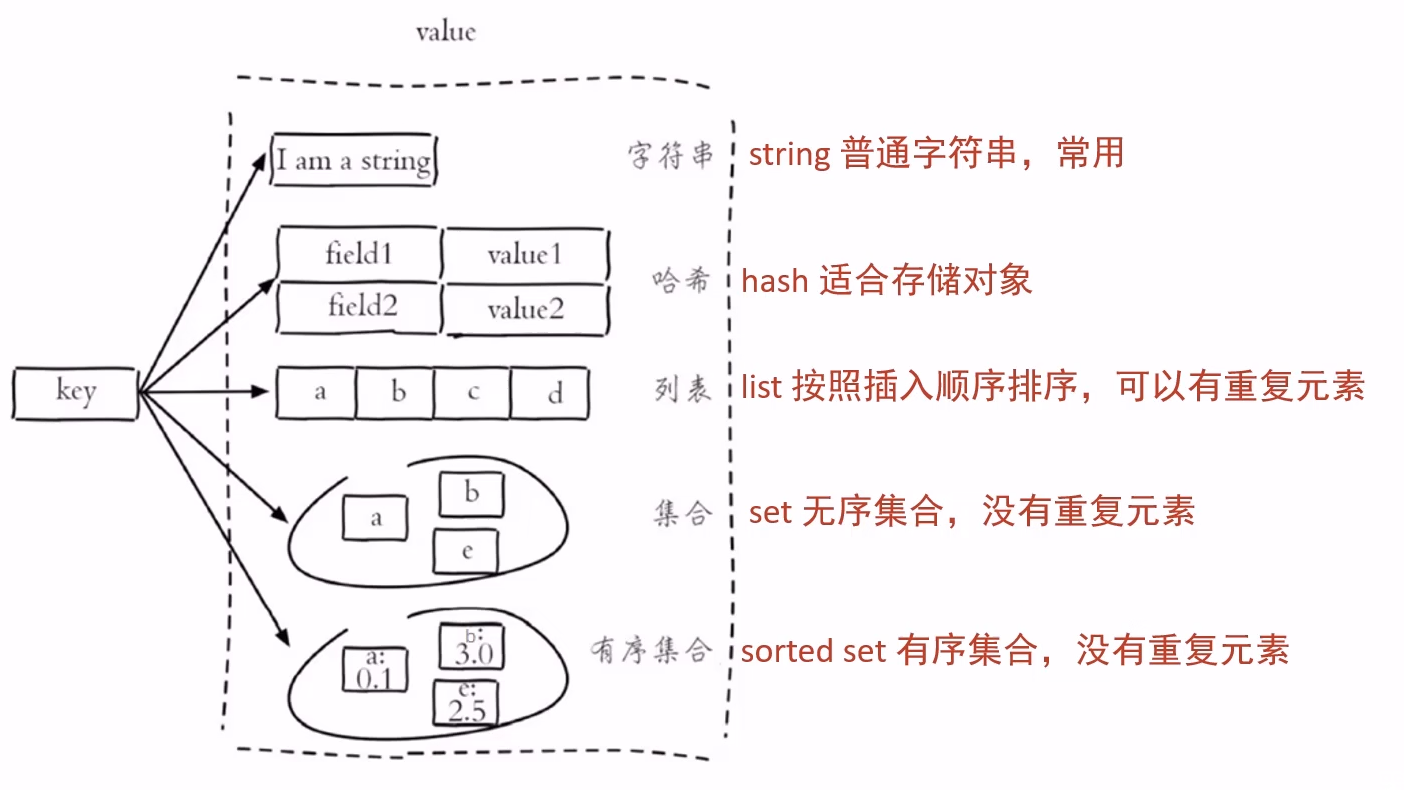 value
I am a string
字符串
string 普通字符串，常用
field1
value1
field2
value2
哈希
hash 适合存储对象
key
a
b
c
d
列表
list 按照插入顺序排序，可以有重复元素
a
b
e
集合
set 无序集合，没有重复元素
a:
0.1
b:
3.0
e:
2.5
有序集合
sorted set 有序集合，没有重复元素